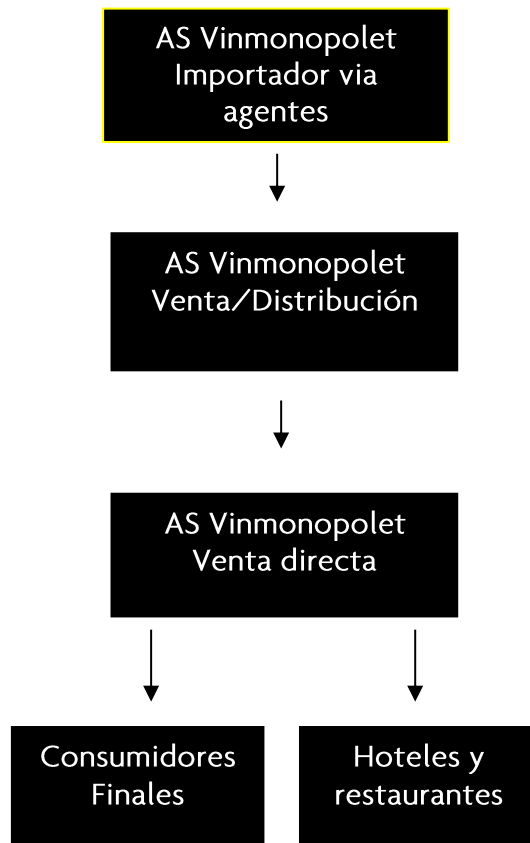 AS Vinmonopolet
Importador via
agentes
AS Vinmonopolet
Venta/Distribución
AS Vinmonopolet
Venta directa
Consumidores
Finales
Hoteles y
restaurantes